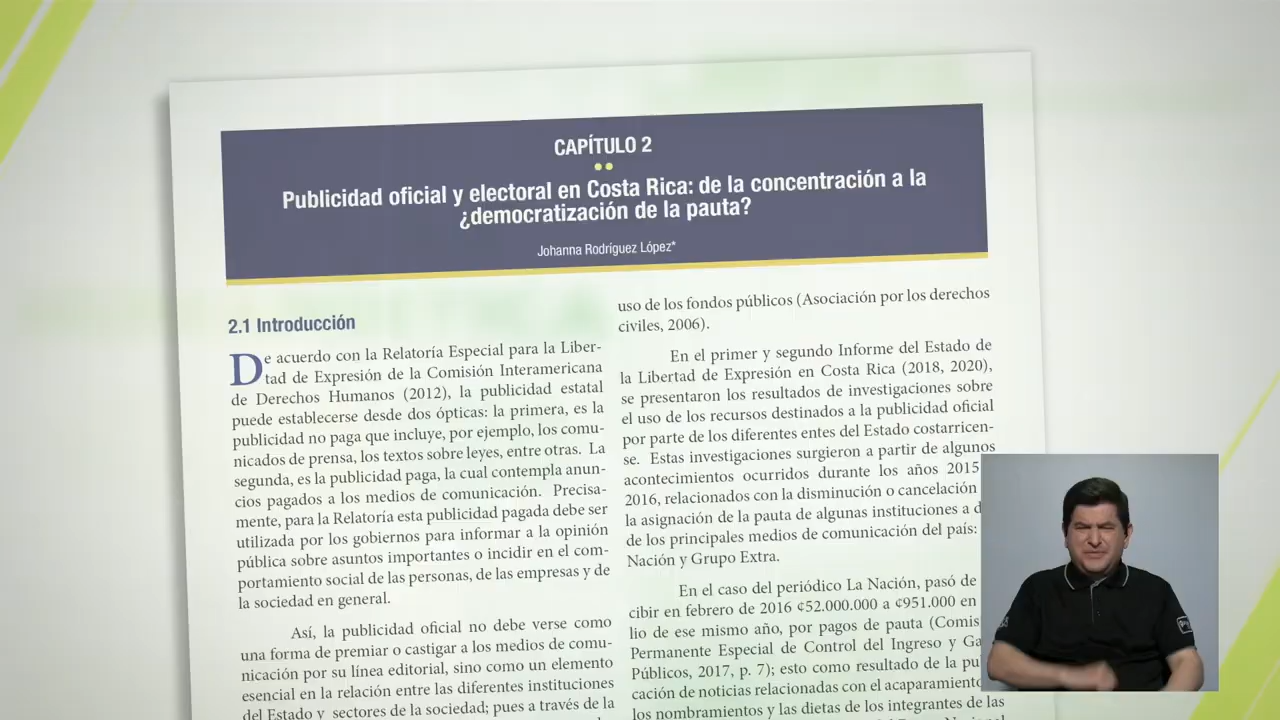 CAPÍTULO 2
Publicidad oficial y electoral en Costa Rica: de la concentración a la
¿democratización de la pauta?
Johanna Rodríguez López*
2.1 Introducción
De acuerdo con la Relatoría Especial para la Liber-
tad de Expresión de la Comisión Interamericana
de Derechos Humanos (2012), la publicidad estatal
puede establecerse desde dos ópticas: la primera, es la
publicidad no paga que incluye, por ejemplo, los comu-
nicados de prensa, los textos sobre leyes, entre otras. La
segunda, es la publicidad paga, la cual contempla anun-
cios pagados a los medios de comunicación. Precisa-
mente, para la Relatoría esta publicidad pagada debe ser
utilizada por los gobiernos para informar a la opinión
pública sobre asuntos importantes o incidir en el com-
portamiento social de las personas, de las empresas y de
la sociedad en general.
Así, la publicidad oficial no debe verse como
una forma de premiar o castigar a los medios de comu-
nicación por su línea editorial, sino como un elemento
esencial en la relación entre las diferentes instituciones
del Estado y sectores de la sociedad; pues a través de la
uso de los fondos públicos (Asociación por los derechos
civiles, 2006).
En el primer y segundo Informe del Estado de
la Libertad de Expresión en Costa Rica (2018, 2020),
se presentaron los resultados de investigaciones sobre
el uso de los recursos destinados a la publicidad oficial
por parte de los diferentes entes del Estado costarricen-
se. Estas investigaciones surgieron a partir de algunos
acontecimientos ocurridos durante los años 2015
2016, relacionados con la disminución o cancelación
la asignación de la pauta de algunas instituciones a
de los principales medios de comunicación del país:
Nación y Grupo Extra.
En el caso del periódico La Nación, pasó de
cibir en febrero de 2016 ¢52.000.000 a ¢951.000 en
lio de ese mismo año, por pagos de pauta (Comis
Permanente Especial de Control del Ingreso y Ga
Públicos, 2017, p. 7); esto como resultado de la pu
cación de noticias relacionadas con el acaparamiento
los nombramientos y las dietas de los integrantes de las